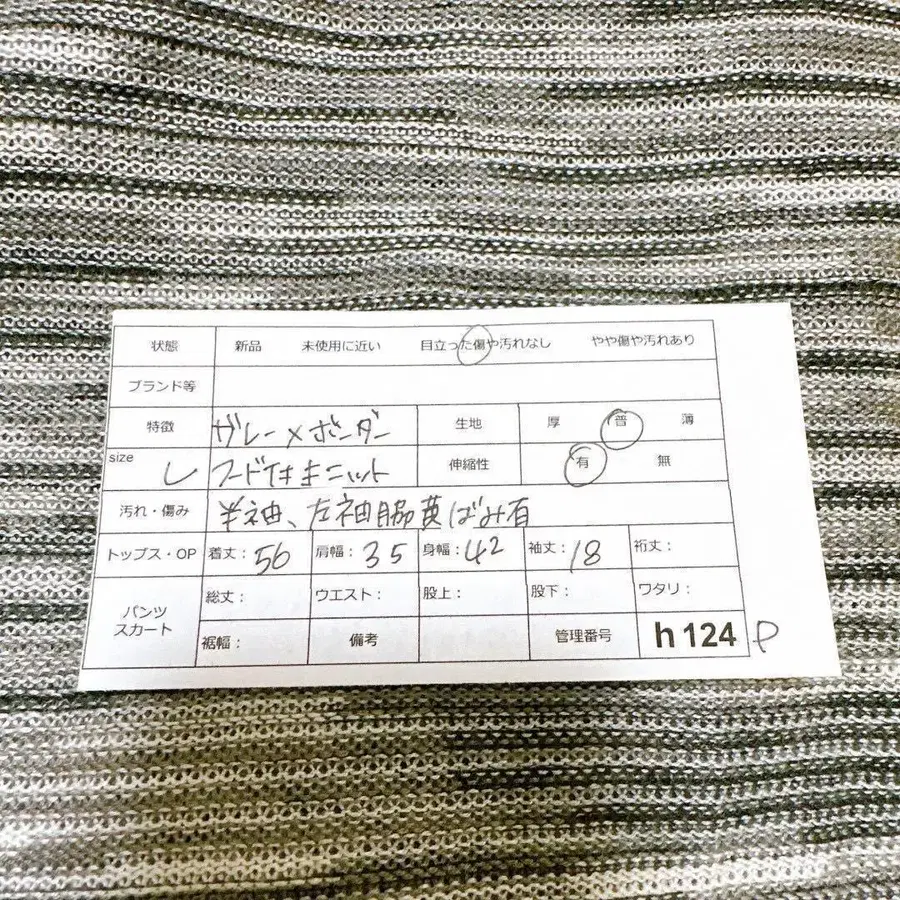 状態 新品 未使用に近い 目立った傷や汚れなし やや傷や汚れあり
ブランド等
特徴 グレー×ボーダー 生地 厚 普 薄
size L フード付きニット 伸縮性 有 無
汚れ・傷み 半袖、左袖脇黄ばみ有
トップス・OP 着丈:56 肩幅:35 身幅:42 袖丈:18 裄丈:
パンツ スカート 総丈: ウエスト: 股上: 股下: ワタリ:
裾幅: 備考 管理番号 h124 P